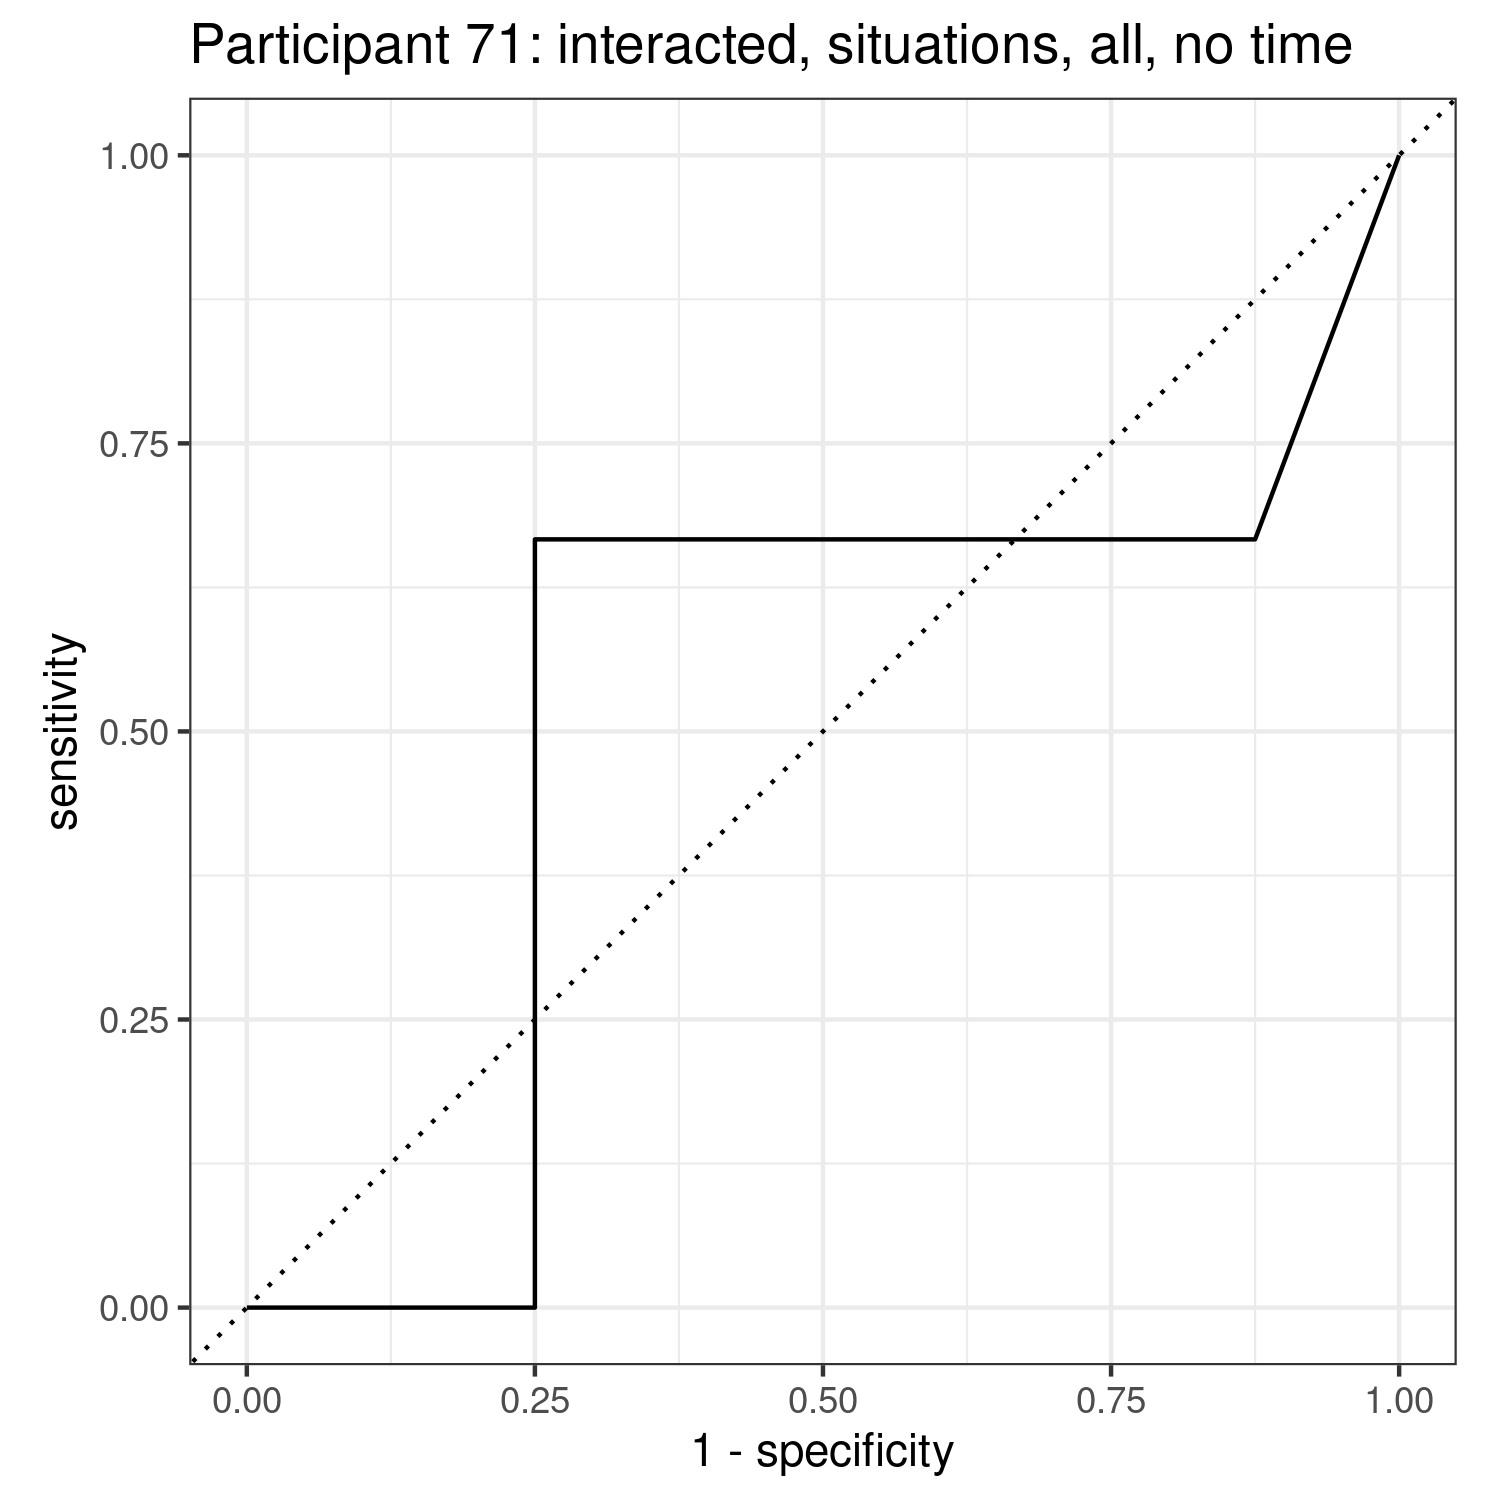 Participant 71: interacted, situations, all, no time
1.00
0.75
0.50
0.25
0.00
sensitivity
0.00 0.25 0.50 0.75 1.00
1 - specificity